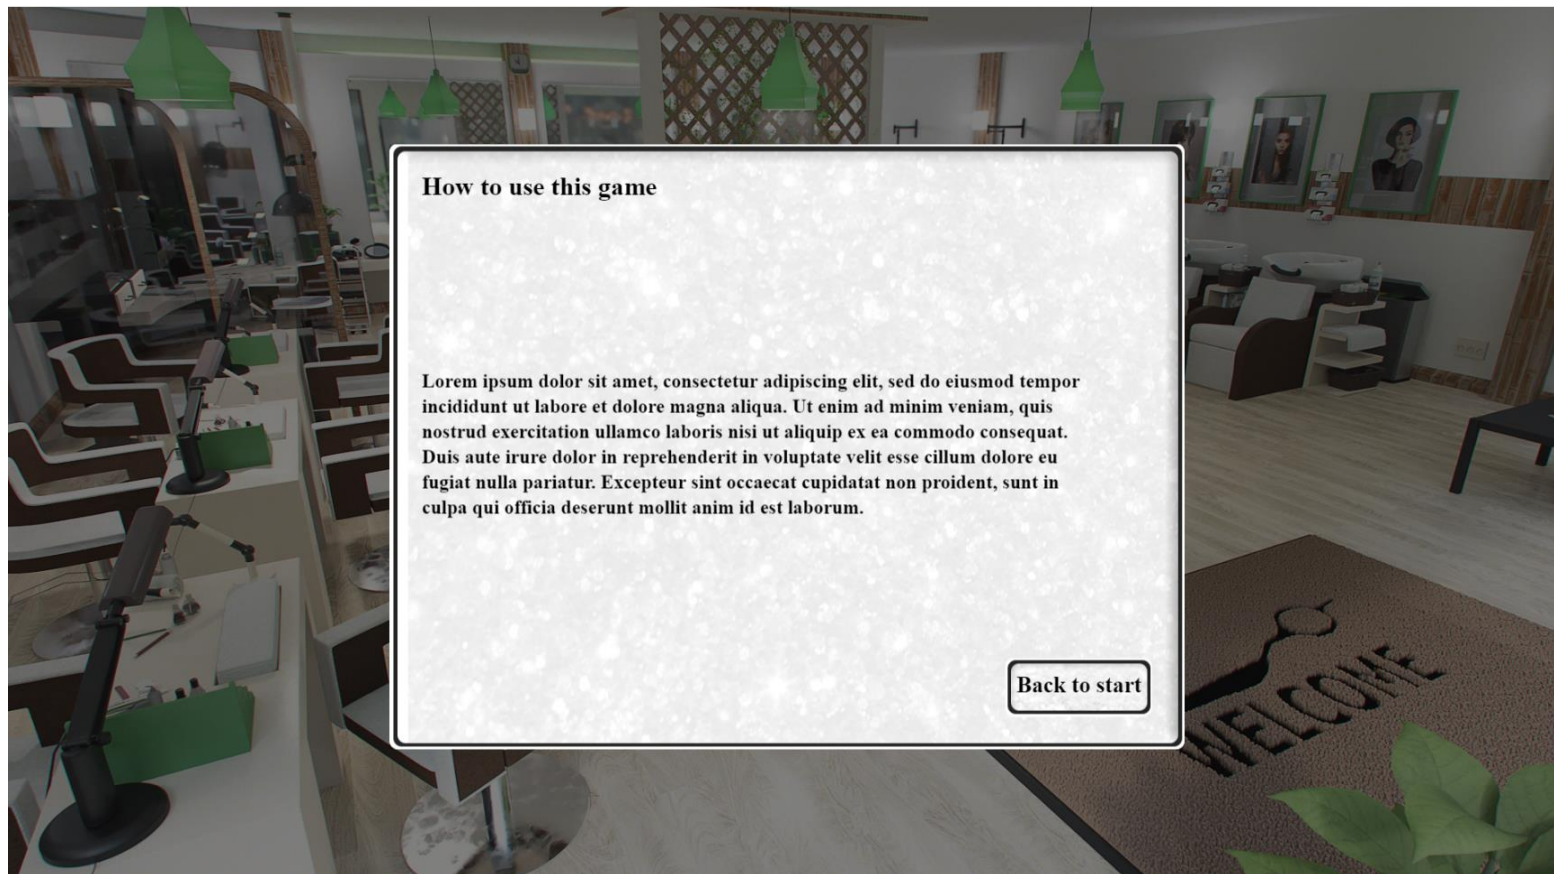 How to use this game
Lorem ipsum dolor sit amet, consectetur adipiscing elit, sed do eiusmod tempor
incididunt ut labore et dolore magna aliqua. Ut enim ad minim veniam, quis
nostrud exercitation ullamco laboris nisi ut aliquip ex ea commodo consequat.
Duis aute irure dolor in reprehenderit in voluptate velit esse cillum dolore eu
fugiat nulla pariatur. Excepteur sint occaecat cupidatat non proident, sunt in
culpa qui officia deserunt mollit anim id est laborum.
Back to start
WELCOME